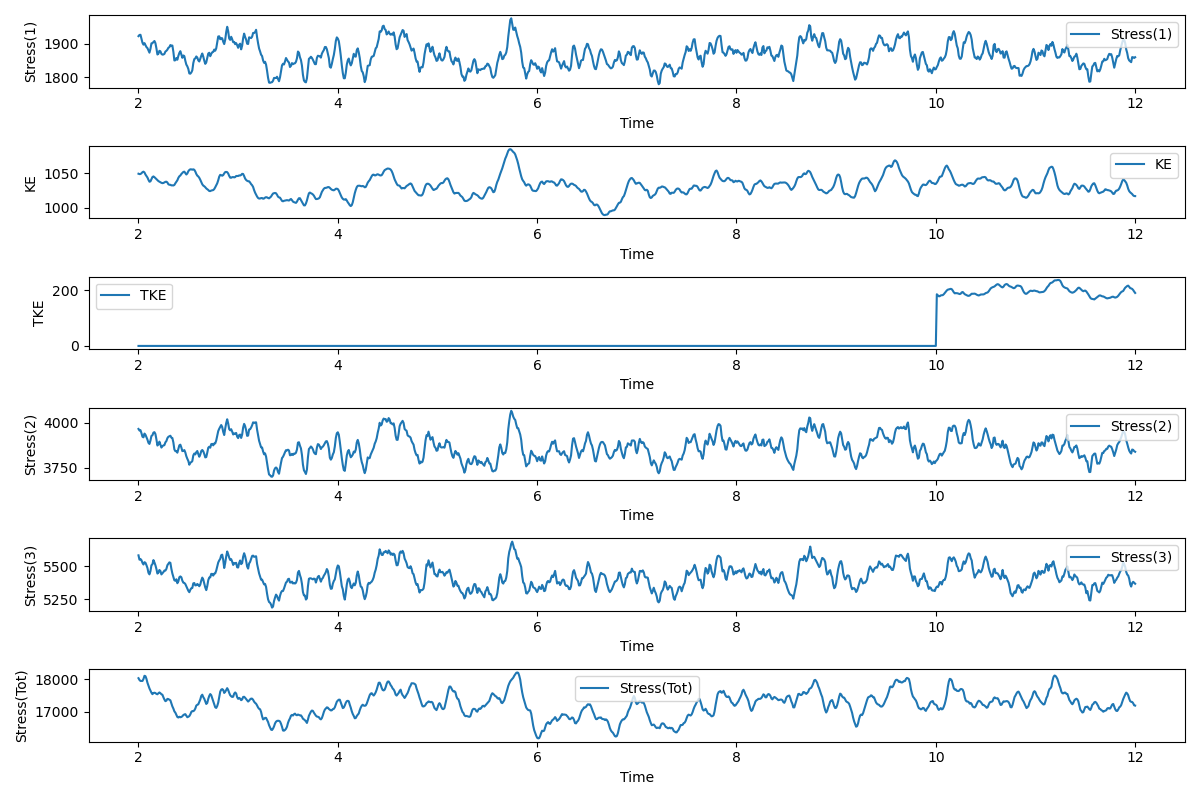 Stress(1)
1900
1800
Stress(1)
2 4 6 8 10 12
Time
KE
1050
1000
KE
2 4 6 8 10 12
Time
TKE
200
0
TKE
2 4 6 8 10 12
Time
Stress(2)
4000
3750
Stress(2)
2 4 6 8 10 12
Time
Stress(3)
5500
5250
Stress(3)
2 4 6 8 10 12
Time
Stress(Tot)
18000
17000
Stress(Tot)
2 4 6 8 10 12
Time